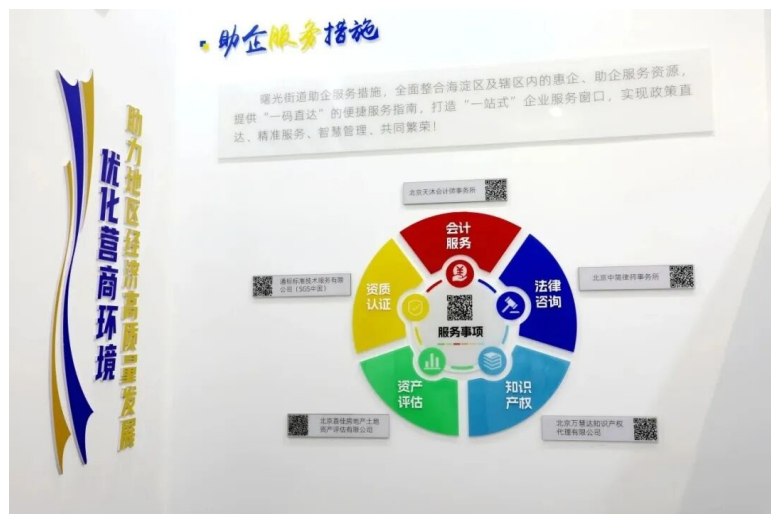 助企服务措施
曙光街道助企服务措施，全面整合海淀区及辖区内的惠企、助企服务资源，
提供“一码直达”的便捷服务指南，打造“一站式”企业服务窗口，实现政策直
达、精准服务、智慧管理、共同繁荣！
助力地区经济高质量发展
优化营商环境
北京天沐会计师事务所
会计
服务
通标标准技术服务有限
公司（SGS中国）
资质
认证
法律
咨询
北京中简律师事务所
服务事项
资产
评估
知识
产权
北京首佳房地产土地
资产评估有限公司
北京万慧达知识产权
代理有限公司